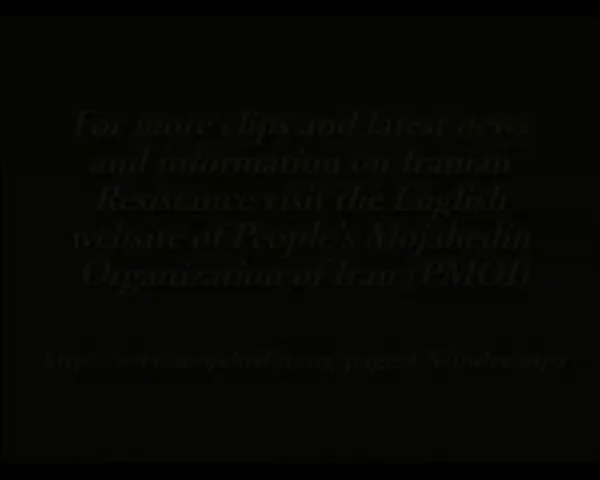 For more clips and latest news
and information on Iranian
Resistance visit the English
website of People's Mojahedin
Organization of Iran (PMOI)